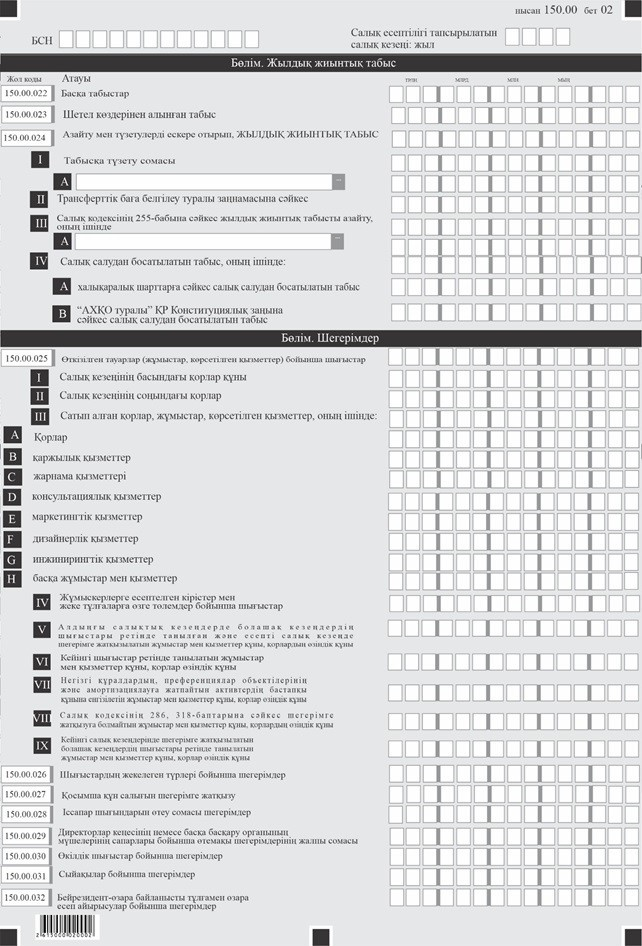 нысан 150.00 бет 02
БСН
Салық есептілігі тапсырылатын
салық кезеңі: жыл
Бөлім. Жылдық жиынтық табыс
Жол коды Атауы трлн млрд млн мың
150.00.022 Басқа табыстар
150.00.023 Шетел көздерінен алынған табыс
150.00.024 Азайту мен түзетулерді ескере отырып, ЖЫЛДЫҚ ЖИЫНТЫҚ ТАБЫС
I Табысқа түзету сомасы
A
II Трансферттік баға белгілеу туралы заңнамасына сәйкес
III Салық кодексінің 255-бабына сәйкес жылдық жиынтық табысты азайту,
оның ішінде
A
IV Салық салудан босатылатын табыс, оның ішінде:
A халықаралық шарттарға сәйкес салық салудан босатылатын табыс
B “АХҚО туралы” ҚР Конституциялық заңына
сәйкес салық салудан босатылатын табыс
Бөлім. Шегерімдер
150.00.025 Өткізілген тауарлар (жұмыстар, көрсетілген қызметтер) бойынша шығыстар
I Салық кезеңінің басындағы қорлар құны
II Салық кезеңінің соңындағы қорлар
III Сатып алған қорлар, жұмыстар, көрсетілген қызметтер, оның ішінде:
A Қорлар
B қаржылық қызметтер
C жарнама қызметтері
D консультациялық қызметтер
E маркетингтік қызметтер
F дизайнерлік қызметтер
G инжинирингтік қызметтер
H басқа жұмыстар мен қызметтер
IV Жұмыскерлерге есептелген кірістер мен
жеке тұлғаларға өзге төлемдер бойынша шығыстар
V Алдыңғы салықтық кезеңдерде болашақ кезеңдердің
шығыстары ретінде танылған және есепті салық кезеңде
шегерімге жатқызылатын жұмыстар мен қызметтер құны, қорлардың өзіндік құны
VI Кейінгі шығыстар ретінде танылатын жұмыстар
мен қызметтер құны, қорлар өзіндік құны
VII Негізгі құралдардың, преференциялар объектілерінің
және амортизациялауға жатпайтын активтердің бастапқы
құнына енгізілетін жұмыстар мен қызметтер құны, қорлар өзіндік құны
VIII Салық кодексінің 286, 318-баптарына сәйкес шегерімге
жатқызуға болмайтын жұмыстар мен қызметтер құны, қорлардың өзіндік құны
IX Кейінгі салық кезеңдерінде шегерімге жатқызылатын
болашақ кезеңдердің шығыстары ретінде танылатын
жұмыстар мен қызметтер құны, қорлар өзіндік құны
150.00.026 Шығыстардың жекелеген түрлері бойынша шегерімдер
150.00.027 Қосымша құн салығын шегерімге жатқызу
150.00.028 Іссапар шығындарын өтеу сомасы шегерімдер
150.00.029 Директорлар кеңесінің немесе басқа басқару органының
мүшелерінің сапарлары бойынша өтемақы шегерімдерінің жалпы сомасы
150.00.030 Өкілдік шығыстар бойынша шегерімдер
150.00.031 Сыйақылар бойынша шегерімдер
150.00.032 Бейрезидент-өзара байланысты тұлғамен өзара
есеп айырысулар бойынша шегерімдер
2615000020002